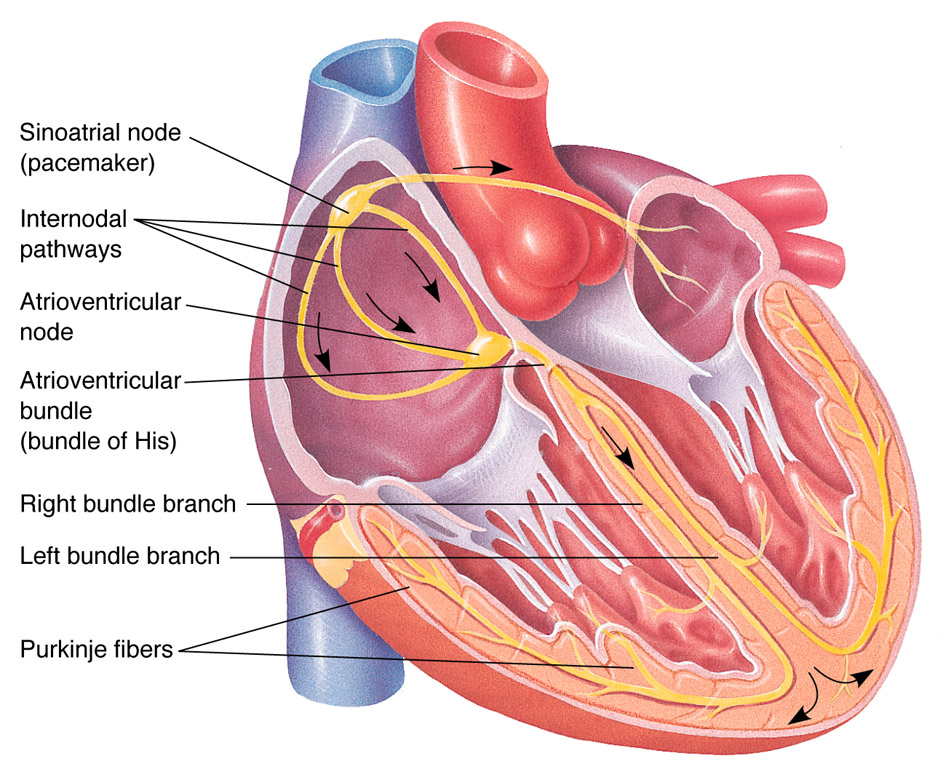 Sinoatrial node
(pacemaker)
Internodal
pathways
Atrioventricular
node
Atrioventricular
bundle
(bundle of His)
Right bundle branch
Left bundle branch
Purkinje fibers